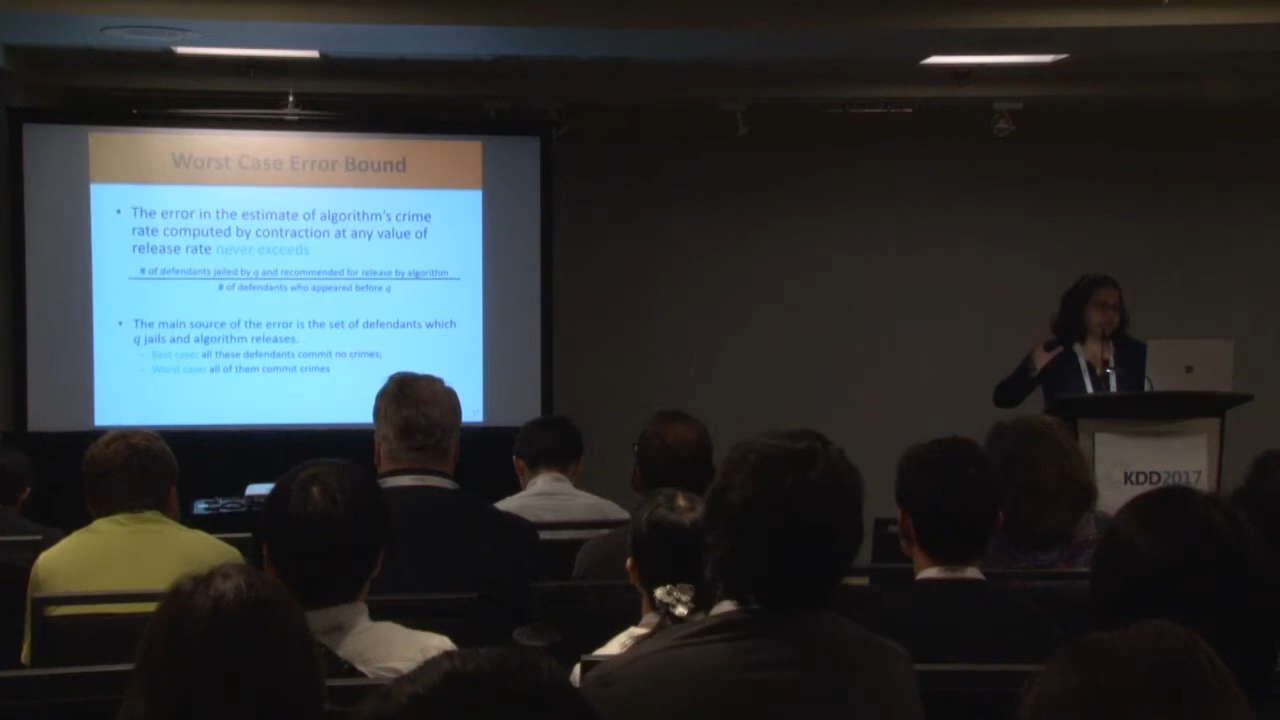 Worst Case Error Bound
• The error in the estimate of algorithm's crime
rate computed by contraction at any value of
release rate never exceeds
# of defendants jailed by q and recommended for release by algorithm
# of defendants who appeared before q
• The main source of the error is the set of defendants which
q jails and algorithm releases.
– Best case: all these defendants commit no crimes;
– Worst case: all of them commit crimes
KDD2017